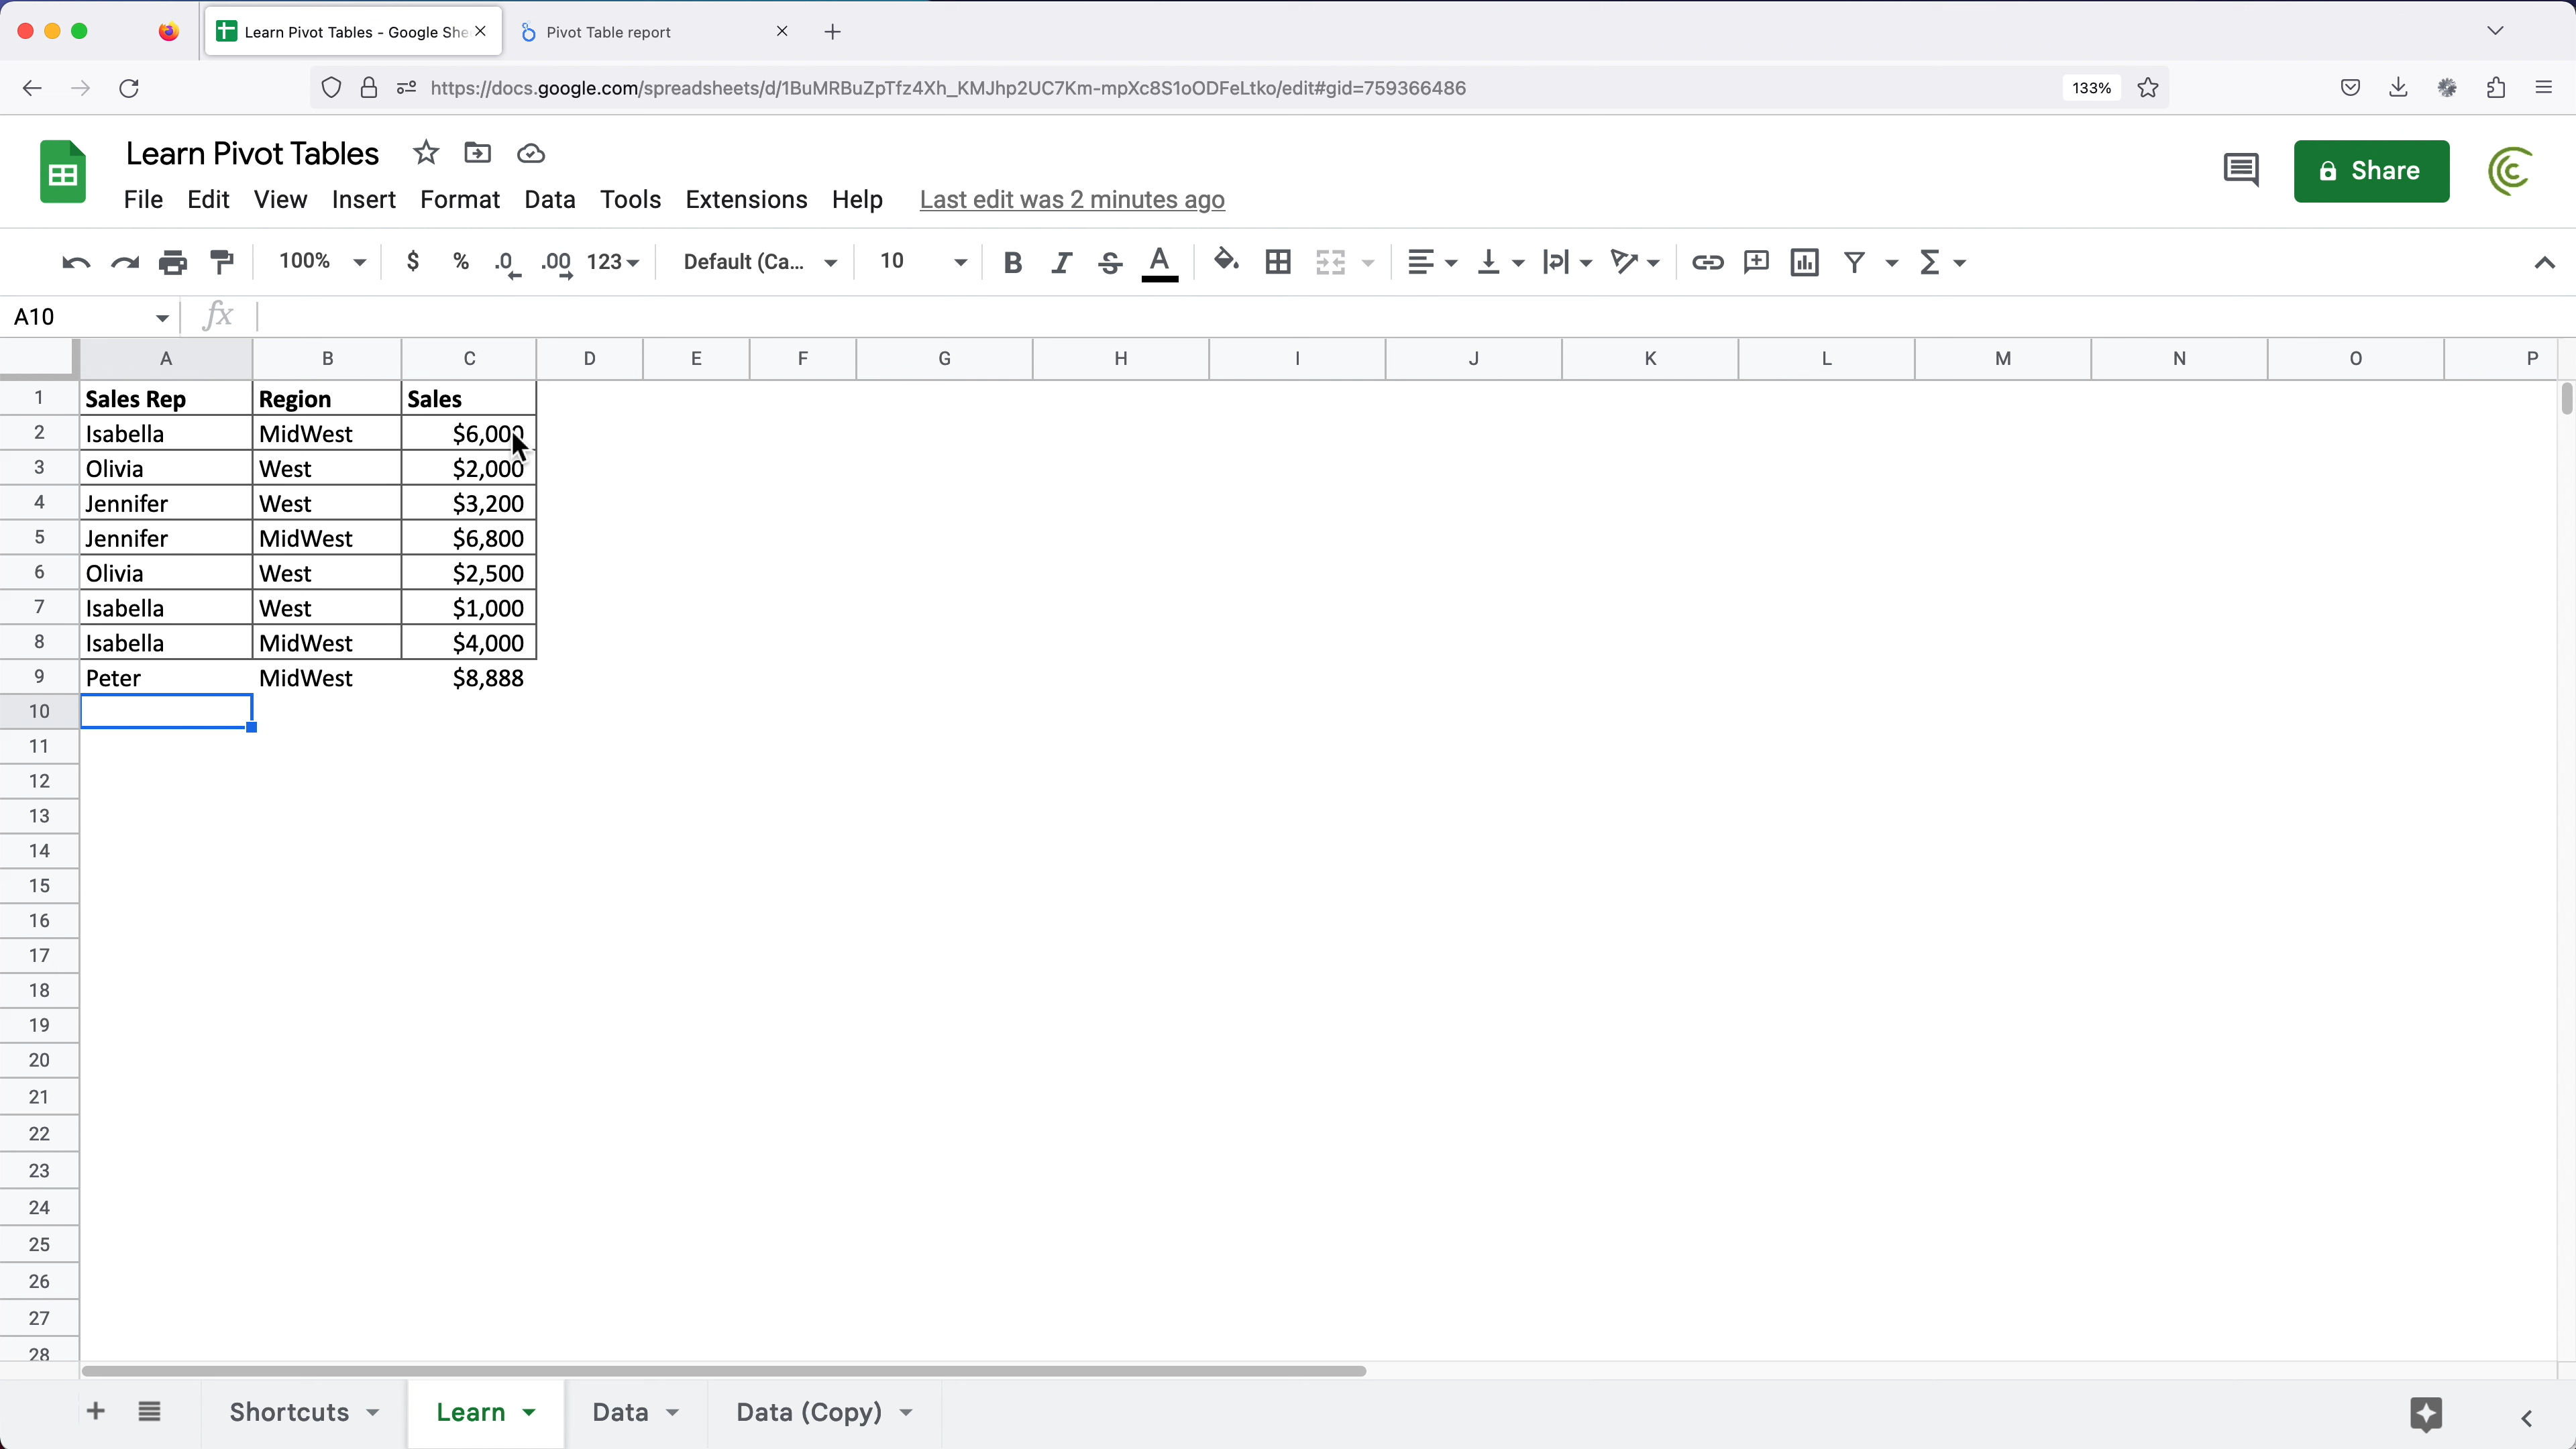 Learn Pivot Tables - Google She
Pivot Table report
https://docs.google.com/spreadsheets/d/1BuMRBuZpTfz4Xh_KMJhp2UC7Km-mpXc8S1oODFeLtko/edit#gid=759366486
133%
Learn Pivot Tables
Share
File Edit View Insert Format Data Tools Extensions Help Last edit was 2 minutes ago
100% $ % .0 .00 123 Default (Ca... 10 B I S A
A10 fx
A B C D E F G H I J K L M N O P
1 Sales Rep Region Sales
2 Isabella MidWest $6,000
3 Olivia West $2,000
4 Jennifer West $3,200
5 Jennifer MidWest $6,800
6 Olivia West $2,500
7 Isabella West $1,000
8 Isabella MidWest $4,000
9 Peter MidWest $8,888
10
11
12
13
14
15
16
17
18
19
20
21
22
23
24
25
26
27
28
Shortcuts Learn Data Data (Copy)